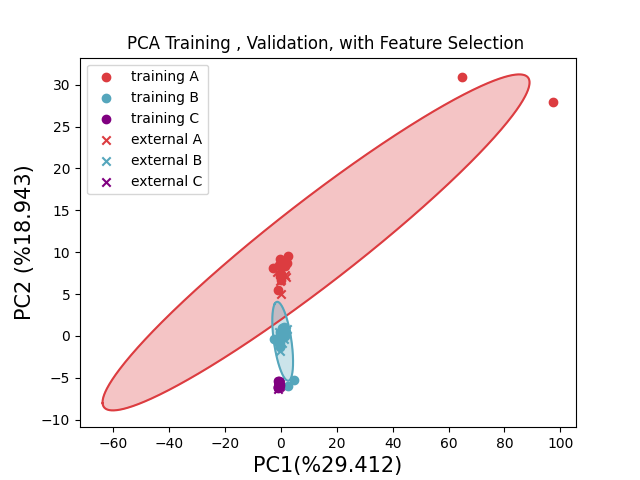 PCA Training , Validation, with Feature Selection
training A
training B
training C
external A
external B
external C
30
25
20
15
10
5
0
−5
−10
PC2 (%18.943)
−60 −40 −20 0 20 40 60 80 100
PC1(%29.412)